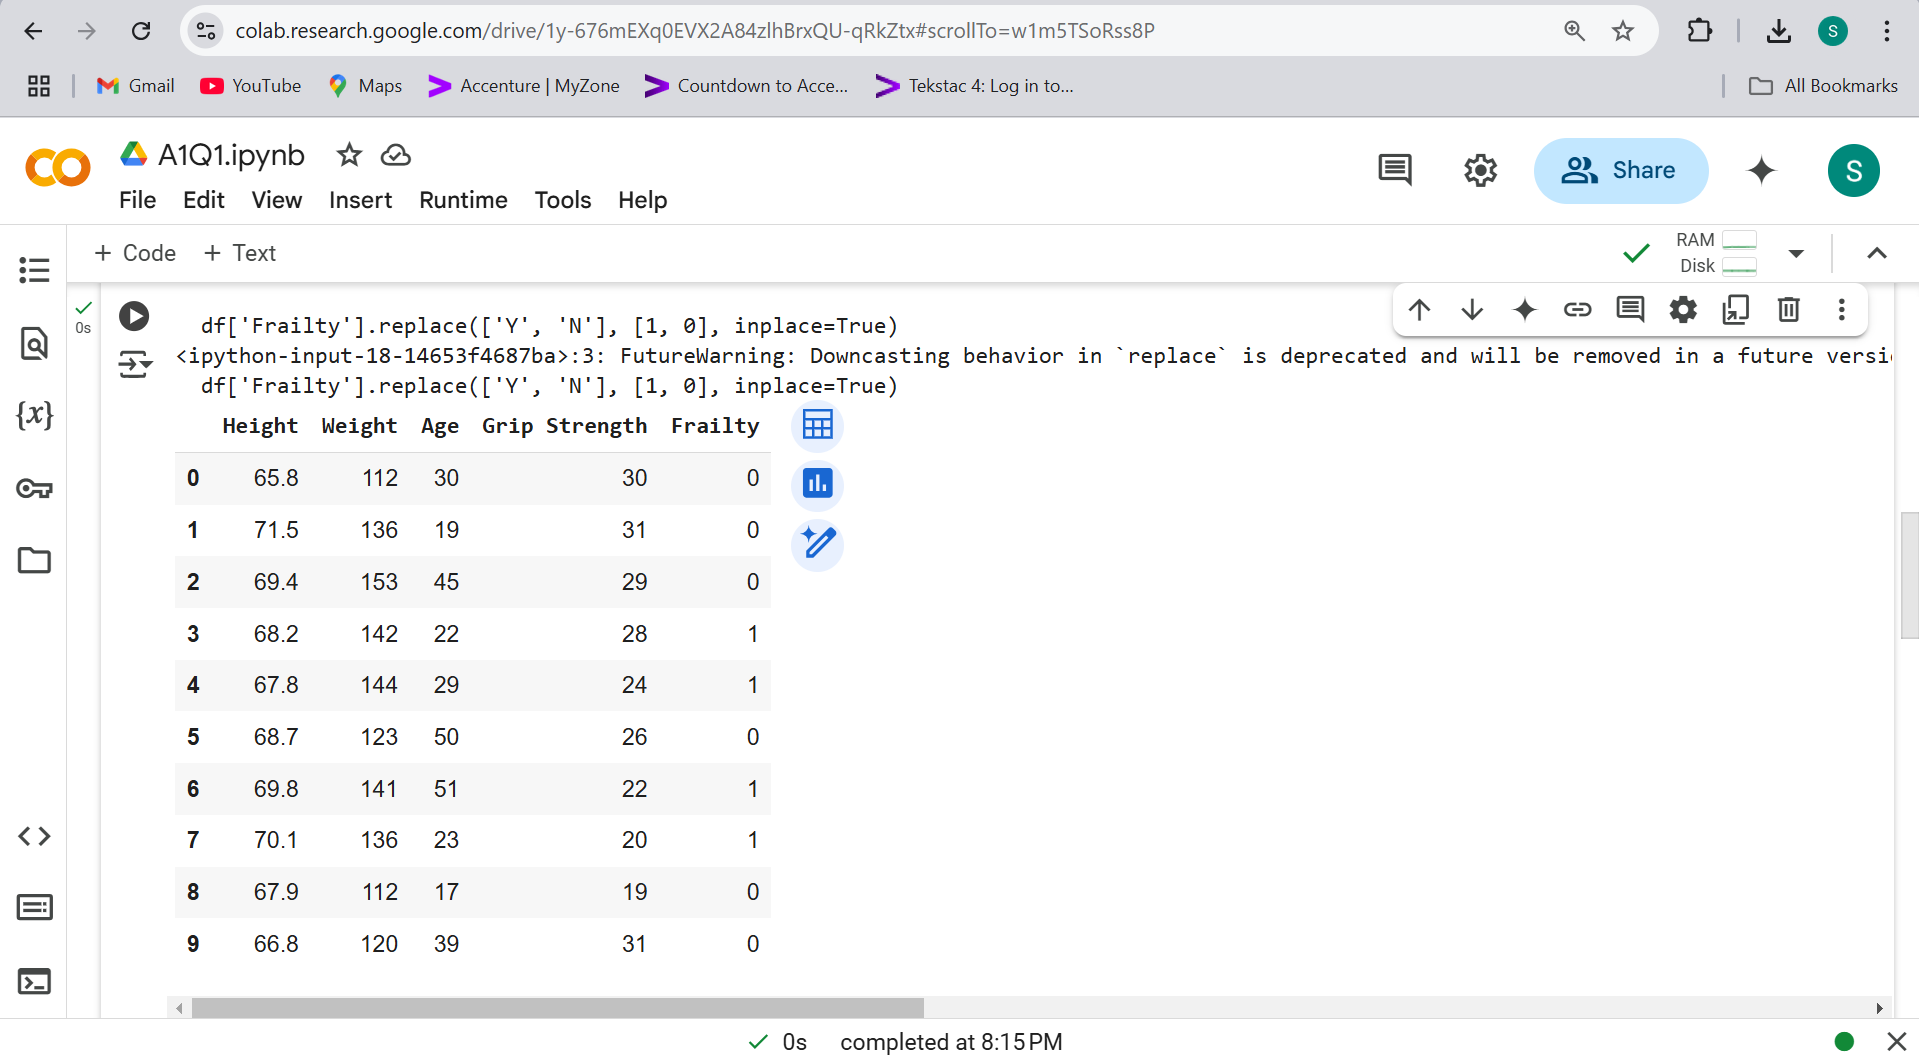 colab.research.google.com/drive/1y-676mEXq0EVX2A84zlhBrxQU-qRkZtx#scrollTo=w1m5TSoRss8P
S
Gmail YouTube Maps Accenture | MyZone Countdown to Acce... Tekstac 4: Log in to... All Bookmarks
A1Q1.ipynb
File Edit View Insert Runtime Tools Help
Share
S
+ Code + Text
RAM
Disk
0s
df['Frailty'].replace(['Y', 'N'], [1, 0], inplace=True)
<ipython-input-18-14653f4687ba>:3: FutureWarning: Downcasting behavior in `replace` is deprecated and will be removed in a future versi
df['Frailty'].replace(['Y', 'N'], [1, 0], inplace=True)
Height Weight Age Grip Strength Frailty
0 65.8 112 30 30 0
1 71.5 136 19 31 0
2 69.4 153 45 29 0
3 68.2 142 22 28 1
4 67.8 144 29 24 1
5 68.7 123 50 26 0
6 69.8 141 51 22 1
7 70.1 136 23 20 1
8 67.9 112 17 19 0
9 66.8 120 39 31 0
0s completed at 8:15 PM